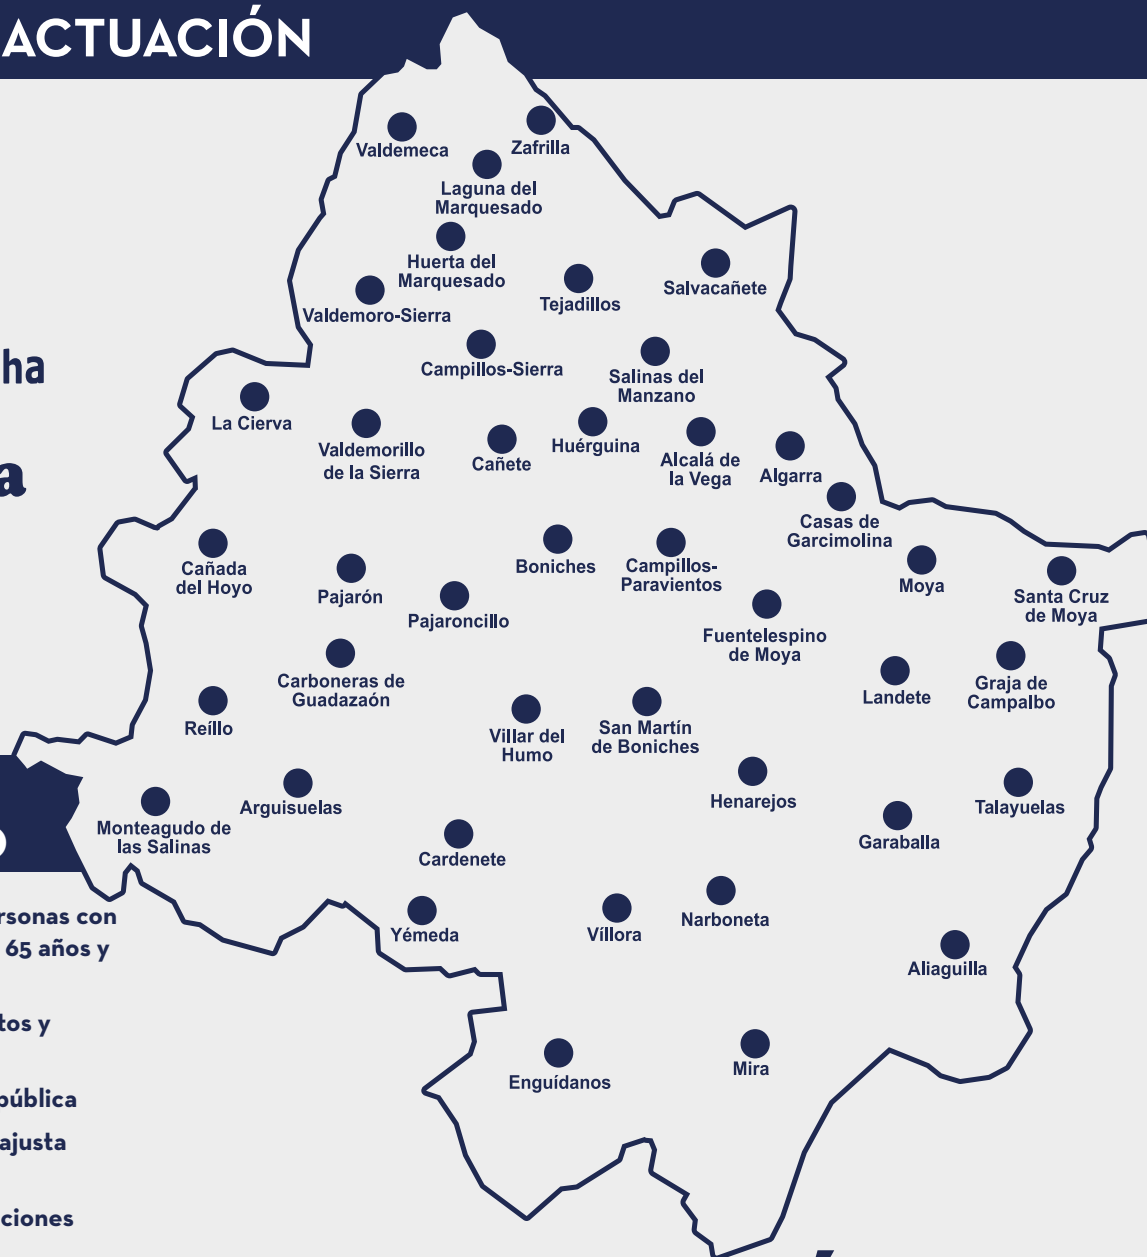 ACTUACIÓN
Valdemeca
Zafrilla
Laguna del
Marquesado
Huerta del
Marquesado
Tejadillos
Salvacañete
Valdemoro-Sierra
Campillos-Sierra
Salinas del
Manzano
ha
La Cierva
Valdemorillo
de la Sierra
Cañete
Huérguina
Alcalá de
la Vega
Algarra
a
Casas de
Garcimolina
Cañada
del Hoyo
Pajarón
Pajaroncillo
Boniches
Campillos-
Paravientos
Moya
Santa Cruz
de Moya
Fuentelespino
de Moya
Carboneras de
Guadazaón
Landete
Graja de
Campalbo
Reíllo
Villar del
Humo
San Martín
de Boniches
Arguisuelas
Henarejos
Talayuelas
Monteagudo de
las Salinas
Garaballa
Cardenete
rsonas con
65 años y
Yémeda
Víllora
Narboneta
Aliaguilla
tos y
Enguídanos
Mira
pública
ajusta
ciones